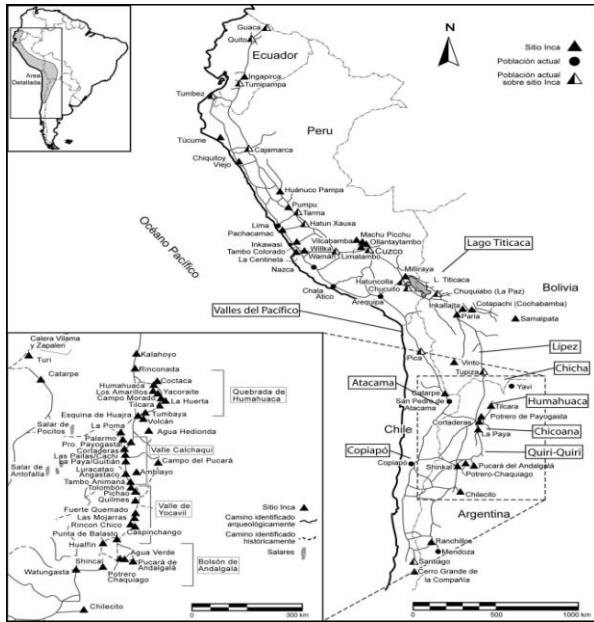 Area
Detallada
Guaca
Quito
Ecuador
Ingapirca
Tumipampa
Tumbez
Sitio Inca
Población actual
Población actual
sobre sitio Inca
Peru
Túcume
Cajamarca
Chiquitoy
Viejo
Huánuco Pampa
Pumpu
Tarma
Hatun Xauxa
Océano Pacífico
Lima
Pachacamac
Vilcabamba
Machu Picchu
Ollantaytambo
Inkawasi
Willka
Waman
Limatambo
Cuzco
Tambo Colorado
La Centinela
Nazca
Lago Titicaca
Milliraya
L. Titicaca
Hatuncolla
Chucuito
Chuquiabo (La Paz)
Bolivia
Chala
Atico
Arequipa
Inkallajta
Cotapachi (Cochabamba)
Paria
Samaipata
Valles del Pacífico
Lípez
Pica
Vinto
Tupiza
Chicha
Yavi
Atacama
Catarpe
San Pedro de
Atacama
Tilcara
Humahuaca
Potrero de Payogasta
Cortaderas
La Paya
Chicoana
Chile
Quiri-Quiri
Copiapó
Copiapó
Shinkal
Pucará del Andalgalá
Potrero-Chaquiago
Chilecito
Argentina
Ranchillos
Mendoza
Santiago
Cerro Grande de
la Compañía
0
500
1000 km
Calera Vilama
y Zapaleri
Turi
Catarpe
Kalahoyo
Rinconada
Coctaca
Humahuaca
Los Amarillos
Yacoraite
Campo Morado
La Huerta
Tilcara
Quebrada de
Humahuaca
Esquina de Huajra
Tumbaya
Volcán
La Poma
Agua Hedionda
Salar de
Pocitos
Palermo
Pro. Payogasta
Cortaderas
Valle Calchaquí
Las Pailas/Cachi
La Paya/Guitián
Campo del Pucará
Salar de
Antofalla
Luracatao
Angastaco
Amblayo
Tambo Animaná
Tolombón
Pichao
Quilmes
Valle de
Yocavil
Fuerte Quemado
Las Mojarras
Rincon Chico
Punta de Balasto
Caspinchango
Hualfín
Agua Verde
Shincal
Pucará de
Andalgalá
Bolsón de
Andalgalá
Watungasta
Potrero
Chaquiago
Chilecito
Sitio Inca
Camino identificado
arqueológicamente
Camino identificado
históricamente
Salares
0
300 km